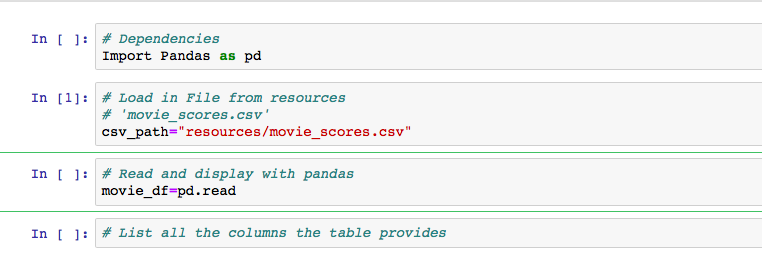 In [ ]: # Dependencies
Import Pandas as pd
In [1]: # Load in File from resources
# 'movie_scores.csv'
csv_path="resources/movie_scores.csv"
In [ ]: # Read and display with pandas
movie_df=pd.read
In [ ]: # List all the columns the table provides